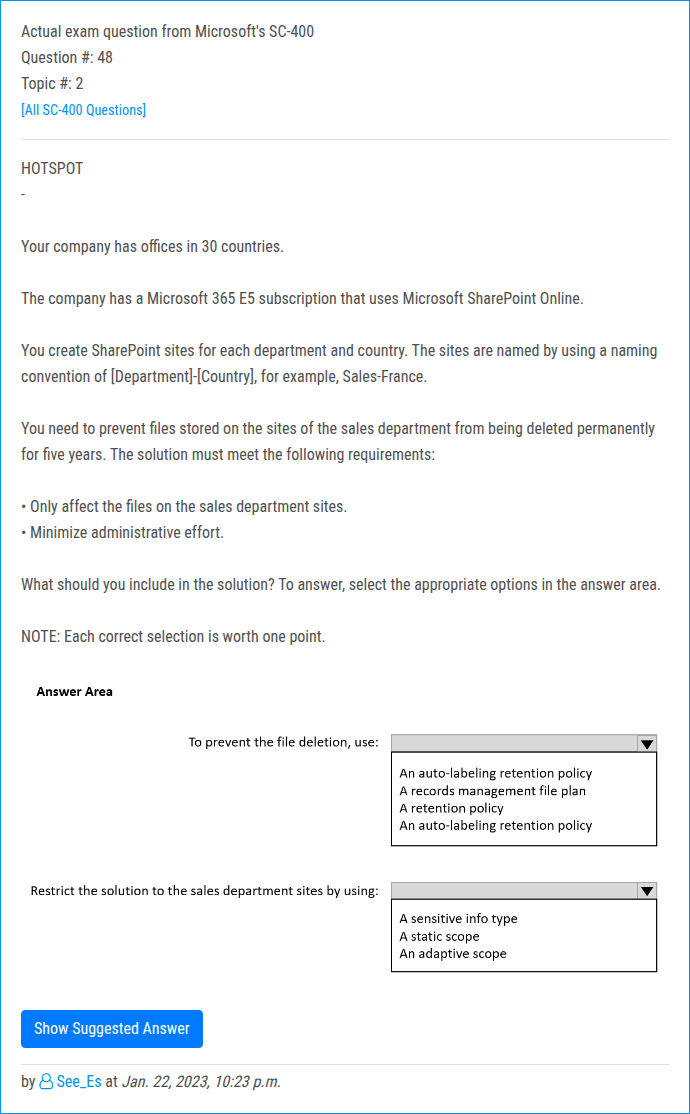 Actual exam question from Microsoft's SC-400
Question #: 48
Topic #: 2
[All SC-400 Questions]
HOTSPOT
-
Your company has offices in 30 countries.
The company has a Microsoft 365 E5 subscription that uses Microsoft SharePoint Online.
You create SharePoint sites for each department and country. The sites are named by using a naming
convention of [Department]-[Country], for example, Sales-France.
You need to prevent files stored on the sites of the sales department from being deleted permanently
for five years. The solution must meet the following requirements:
• Only affect the files on the sales department sites.
• Minimize administrative effort.
What should you include in the solution? To answer, select the appropriate options in the answer area.
NOTE: Each correct selection is worth one point.
Answer Area
To prevent the file deletion, use:
An auto-labeling retention policy
A records management file plan
A retention policy
An auto-labeling retention policy
Restrict the solution to the sales department sites by using:
A sensitive info type
A static scope
An adaptive scope
Show Suggested Answer
by See_Es at Jan. 22, 2023, 10:23 p.m.